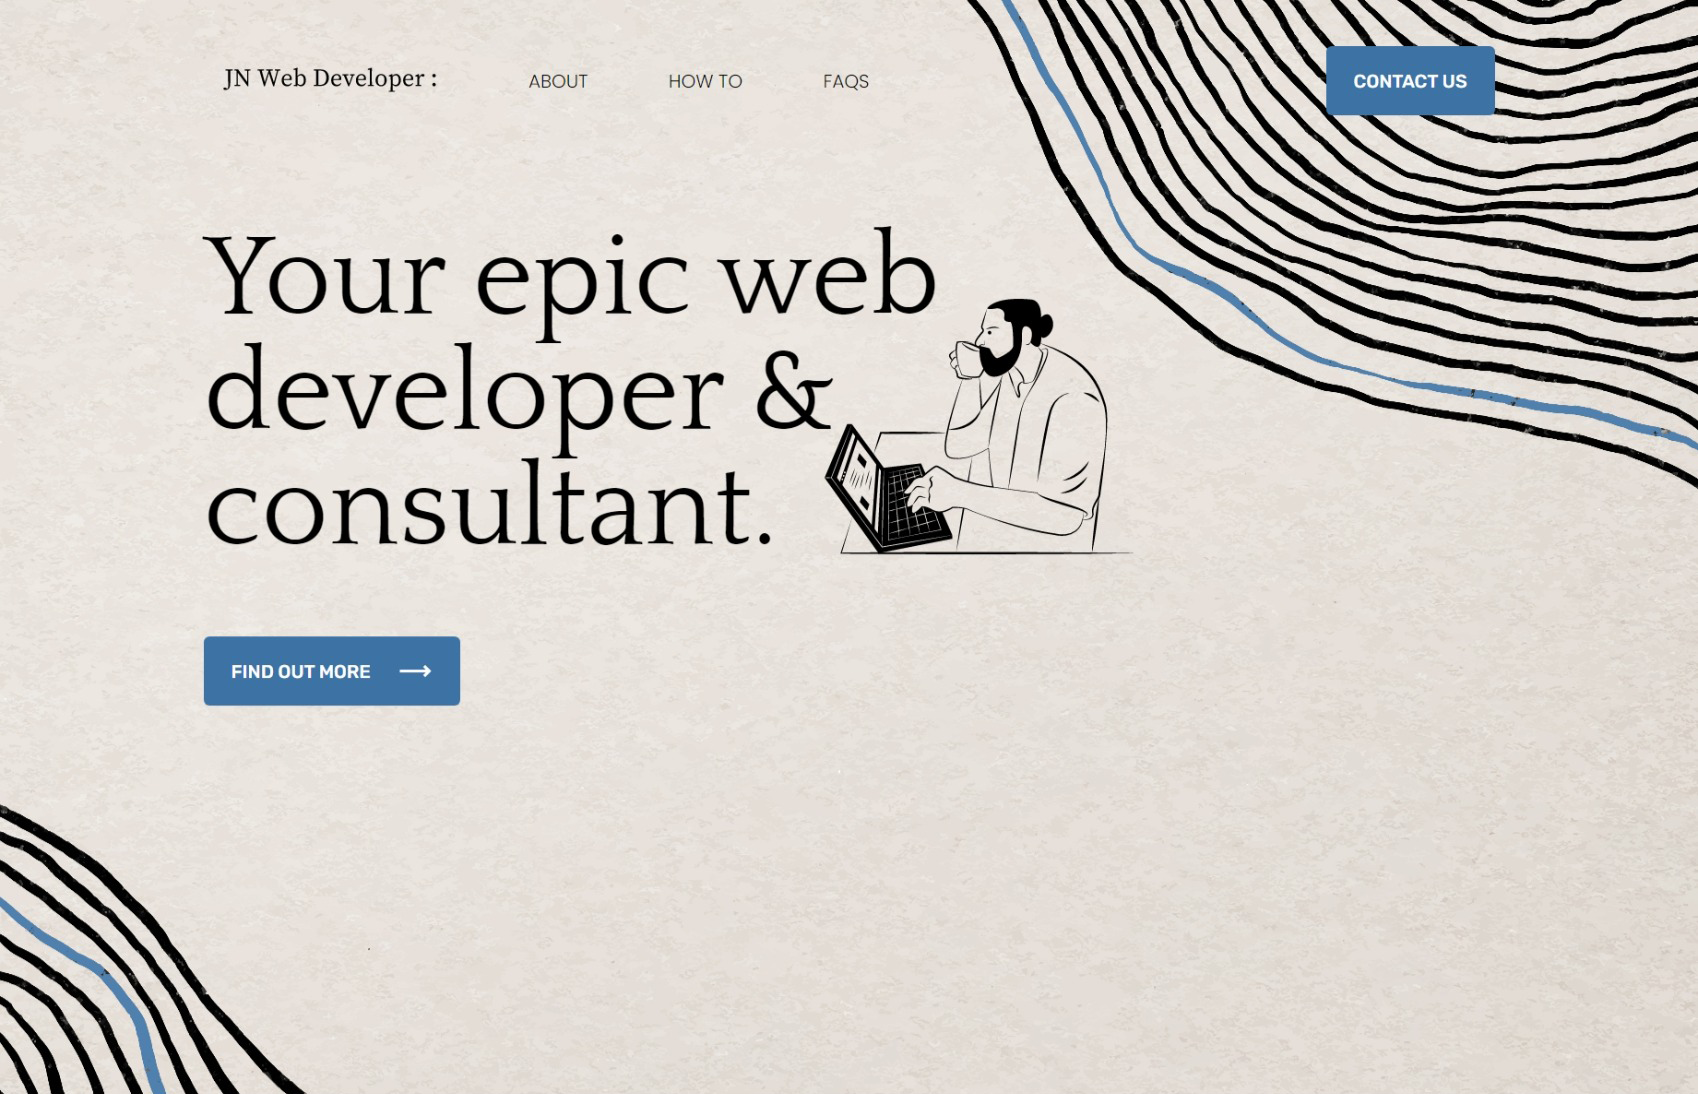 JN Web Developer :
ABOUT
HOW TO
FAQS
CONTACT US
Your epic web
developer &
consultant.
FIND OUT MORE